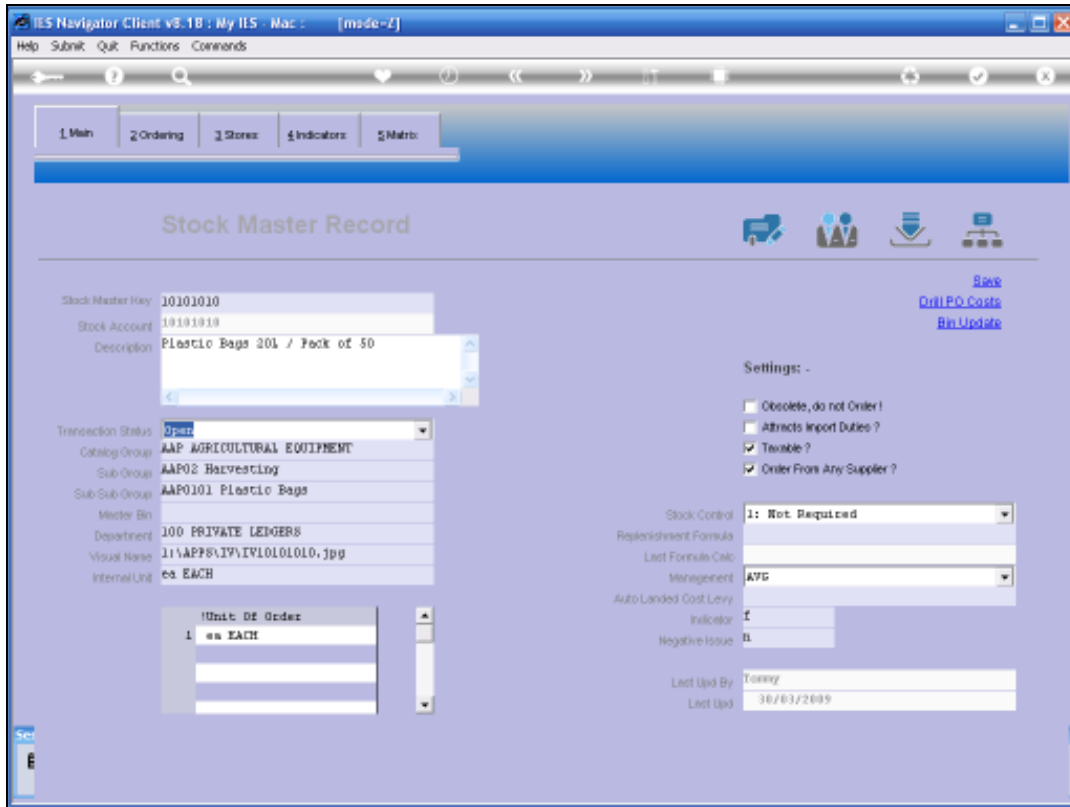 IES Navigator Client v8.1B : My IES - Mac : [mode=Z]
Help Submit Quit Functions Commands
1 Main 2 Ordering 3 Stores 4 Indicators 5 Matrix
Stock Master Record
Save
Drill PO Costs
Bin Update
Stock Master Key 10101010
Stock Account 10101010
Description Plastic Bags 20L / Pack of 50
Settings: -
Obsolete, do not Order !
Attracts Import Duties ?
Taxable ?
Order From Any Supplier ?
Transaction Status Open
Catalog Group AAP AGRICULTURAL EQUIPMENT
Sub Group AAP02 Harvesting
Sub Sub Group AAP0101 Plastic Bags
Master Bin
Department 100 PRIVATE LEDGERS
Visual Name
Internal Unit ea EACH
Stock Control 1: Not Required
Replenishment Formula
Last Formula Calc
Management AVG
Auto Landed Cost Levy
Indicator f
Negative Issue n
!Unit Of Order
1 ea EACH
Last Upd By Tommy
Last Upd 30/03/2009